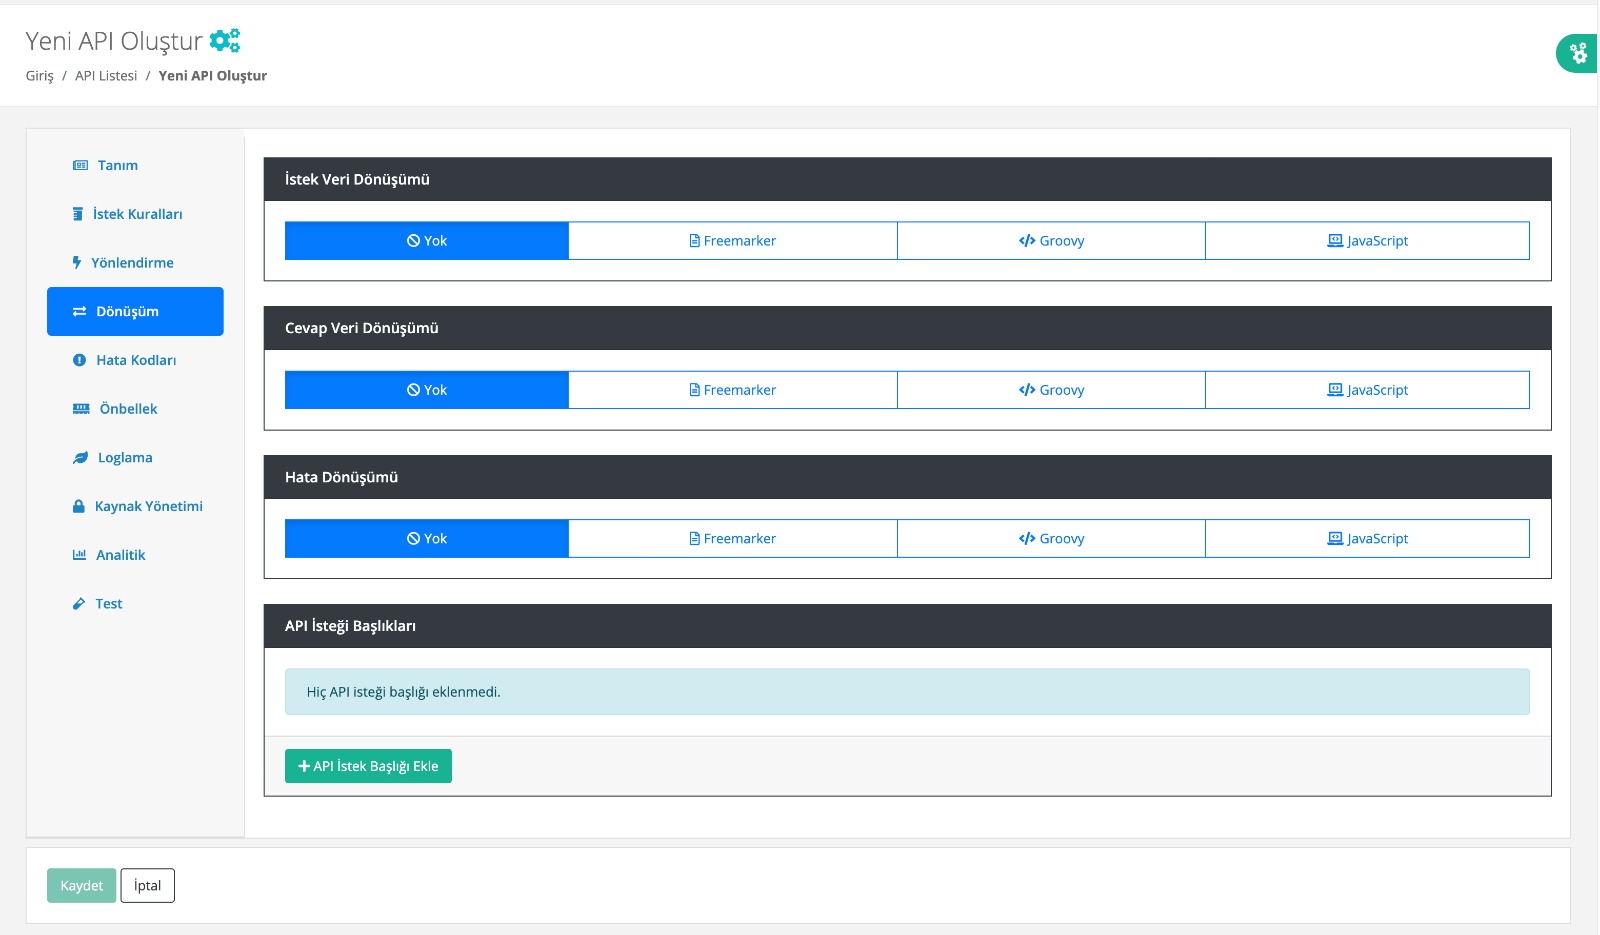 Yeni API Oluştur
Giriş / API Listesi / Yeni API Oluştur
Tanım
İstek Kuralları
Yönlendirme
Dönüşüm
Hata Kodları
Önbellek
Loglama
Kaynak Yönetimi
Analitik
Test
İstek Veri Dönüşümü
Yok Freemarker Groovy JavaScript
Cevap Veri Dönüşümü
Yok Freemarker Groovy JavaScript
Hata Dönüşümü
Yok Freemarker Groovy JavaScript
API İsteği Başlıkları
Hiç API isteği başlığı eklenmedi.
API İstek Başlığı Ekle
Kaydet İptal